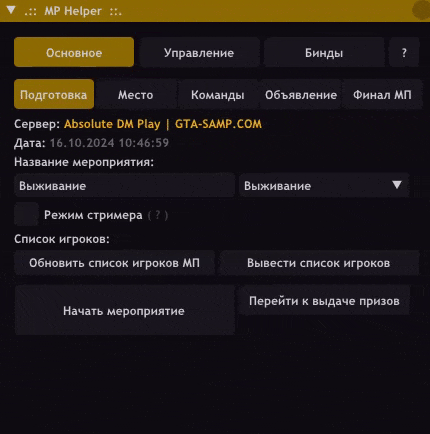 .:: MP Helper ::.
Основное Управление Бинды ?
Подготовка Место Команды Объявление Финал МП
Сервер: Absolute DM Play | GTA-SAMP.COM
Дата: 16.10.2024 10:46:59
Название мероприятия:
Выживание Выживание
Режим стримера ( ? )
Список игроков:
Обновить список игроков МП Вывести список игроков
Начать мероприятие Перейти к выдаче призов